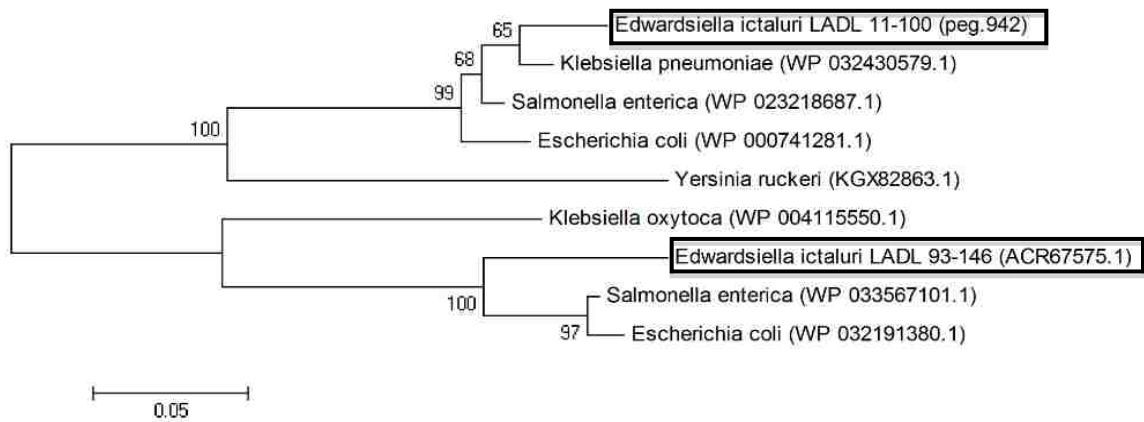 65
Edwardsiella ictaluri LADL 11-100 (peg.942)
68
Klebsiella pneumoniae (WP 032430579.1)
99
Salmonella enterica (WP 023218687.1)
100
Escherichia coli (WP 000741281.1)
Yersinia ruckeri (KGX82863.1)
Klebsiella oxytoca (WP 004115550.1)
Edwardsiella ictaluri LADL 93-146 (ACR67575.1)
100
Salmonella enterica (WP 033567101.1)
97
Escherichia coli (WP 032191380.1)
0.05